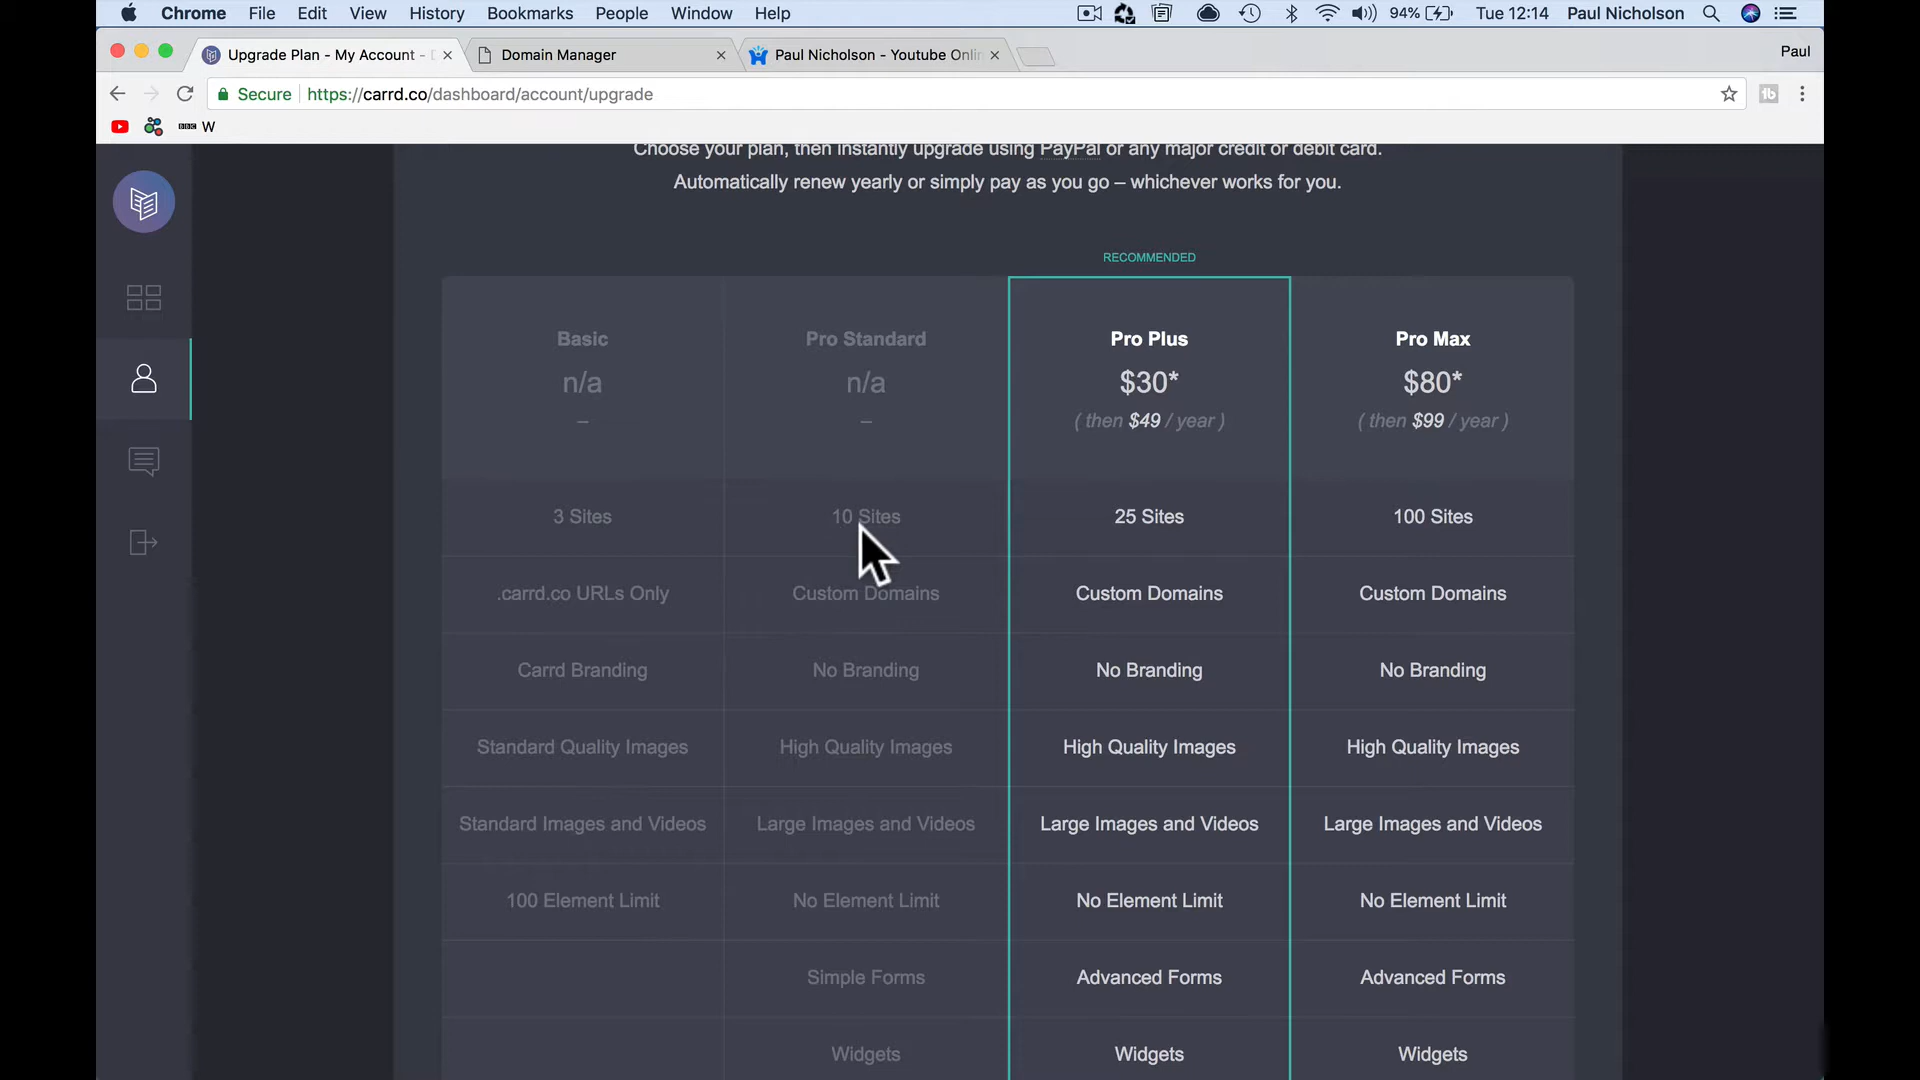 Chrome File Edit View History Bookmarks People Window Help 94% Tue 12:14 Paul Nicholson
Upgrade Plan - My Account - Domain Manager Paul Nicholson - Youtube Onli Paul
Secure https://carrd.co/dashboard/account/upgrade
BBC W
Choose your plan, then instantly upgrade using PayPal or any major credit or debit card.
Automatically renew yearly or simply pay as you go – whichever works for you.
RECOMMENDED
Basic Pro Standard Pro Plus Pro Max
n/a n/a $30* $80*
– – ( then $49 / year ) ( then $99 / year )
3 Sites 10 Sites 25 Sites 100 Sites
.carrd.co URLs Only Custom Domains Custom Domains Custom Domains
Carrd Branding No Branding No Branding No Branding
Standard Quality Images High Quality Images High Quality Images High Quality Images
Standard Images and Videos Large Images and Videos Large Images and Videos Large Images and Videos
100 Element Limit No Element Limit No Element Limit No Element Limit
Simple Forms Advanced Forms Advanced Forms
Widgets Widgets Widgets